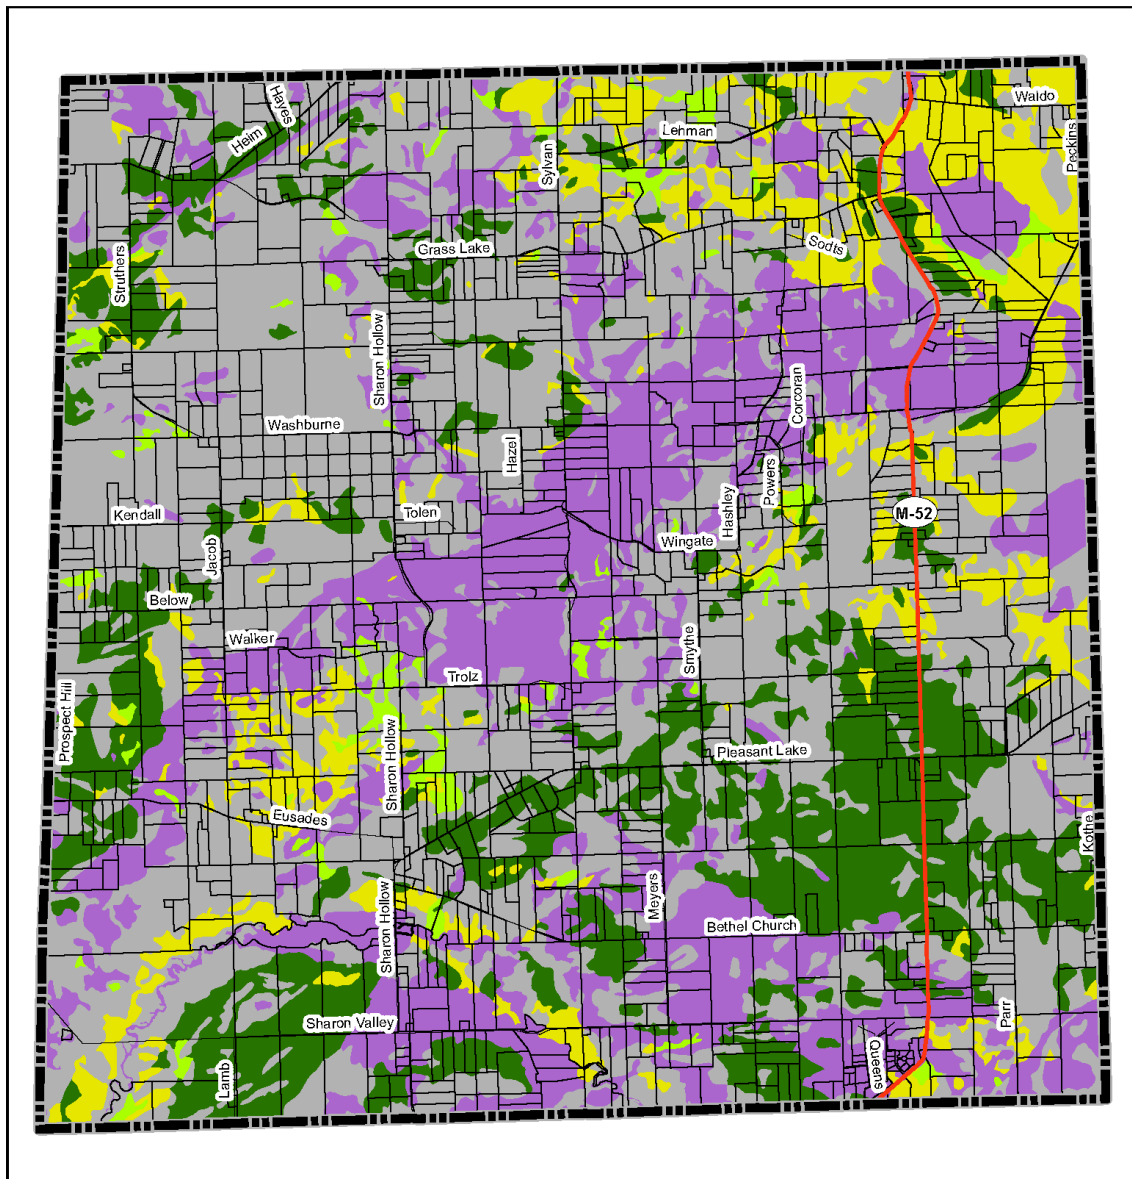 Waldo
Hayes
Heim
Lehman
Peckins
Sylvan
Grass Lake
Sodts
Struthers
Sharon Hollow
Corcoran
Washburne
Hazel
Powers
Hashley
Kendall
Tolen
M-52
Jacob
Wingate
Below
Walker
Smythe
Trolz
Prospect Hill
Sharon Hollow
Pleasant Lake
Eusades
Kothe
Meyers
Sharon Hollow
Bethel Church
Sharon Valley
Parr
Queens
Lamb